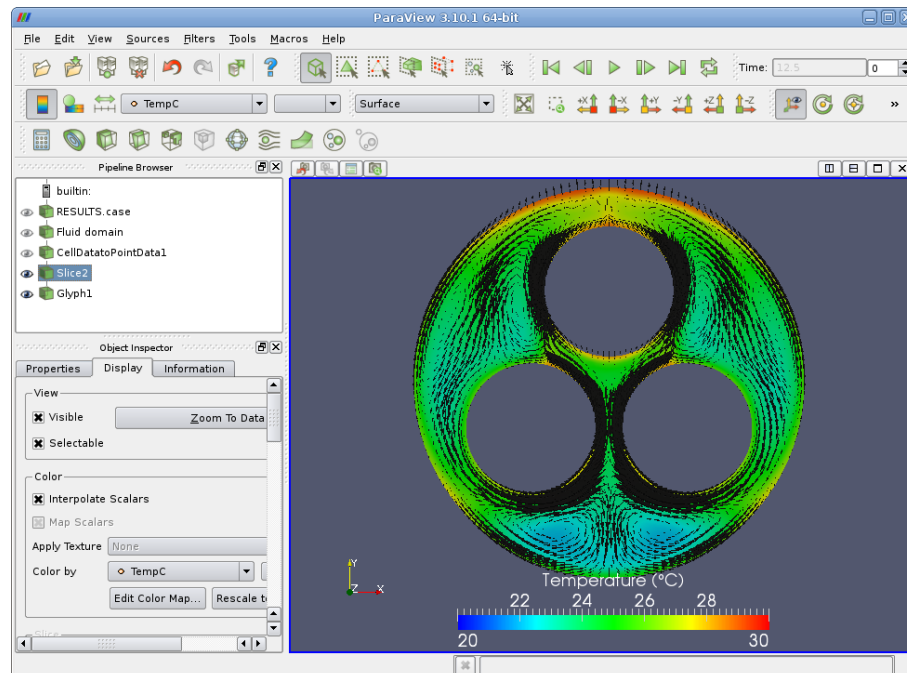 ParaView 3.10.1 64-bit
File Edit View Sources Filters Tools Macros Help
Time: 12.5 0
TempC Surface +X -X +Y -Y +Z -Z »
Pipeline Browser
builtin:
RESULTS.case
Fluid domain
CellDatatoPointData1
Slice2
Glyph1
Object Inspector
Properties Display Information
View
Visible Zoom To Data
Selectable
Color
Interpolate Scalars
Map Scalars
Apply Texture None
Color by TempC
Edit Color Map... Rescale to
Slice
Y
Z X
Temperature (°C)
22 24 26 28
20 30